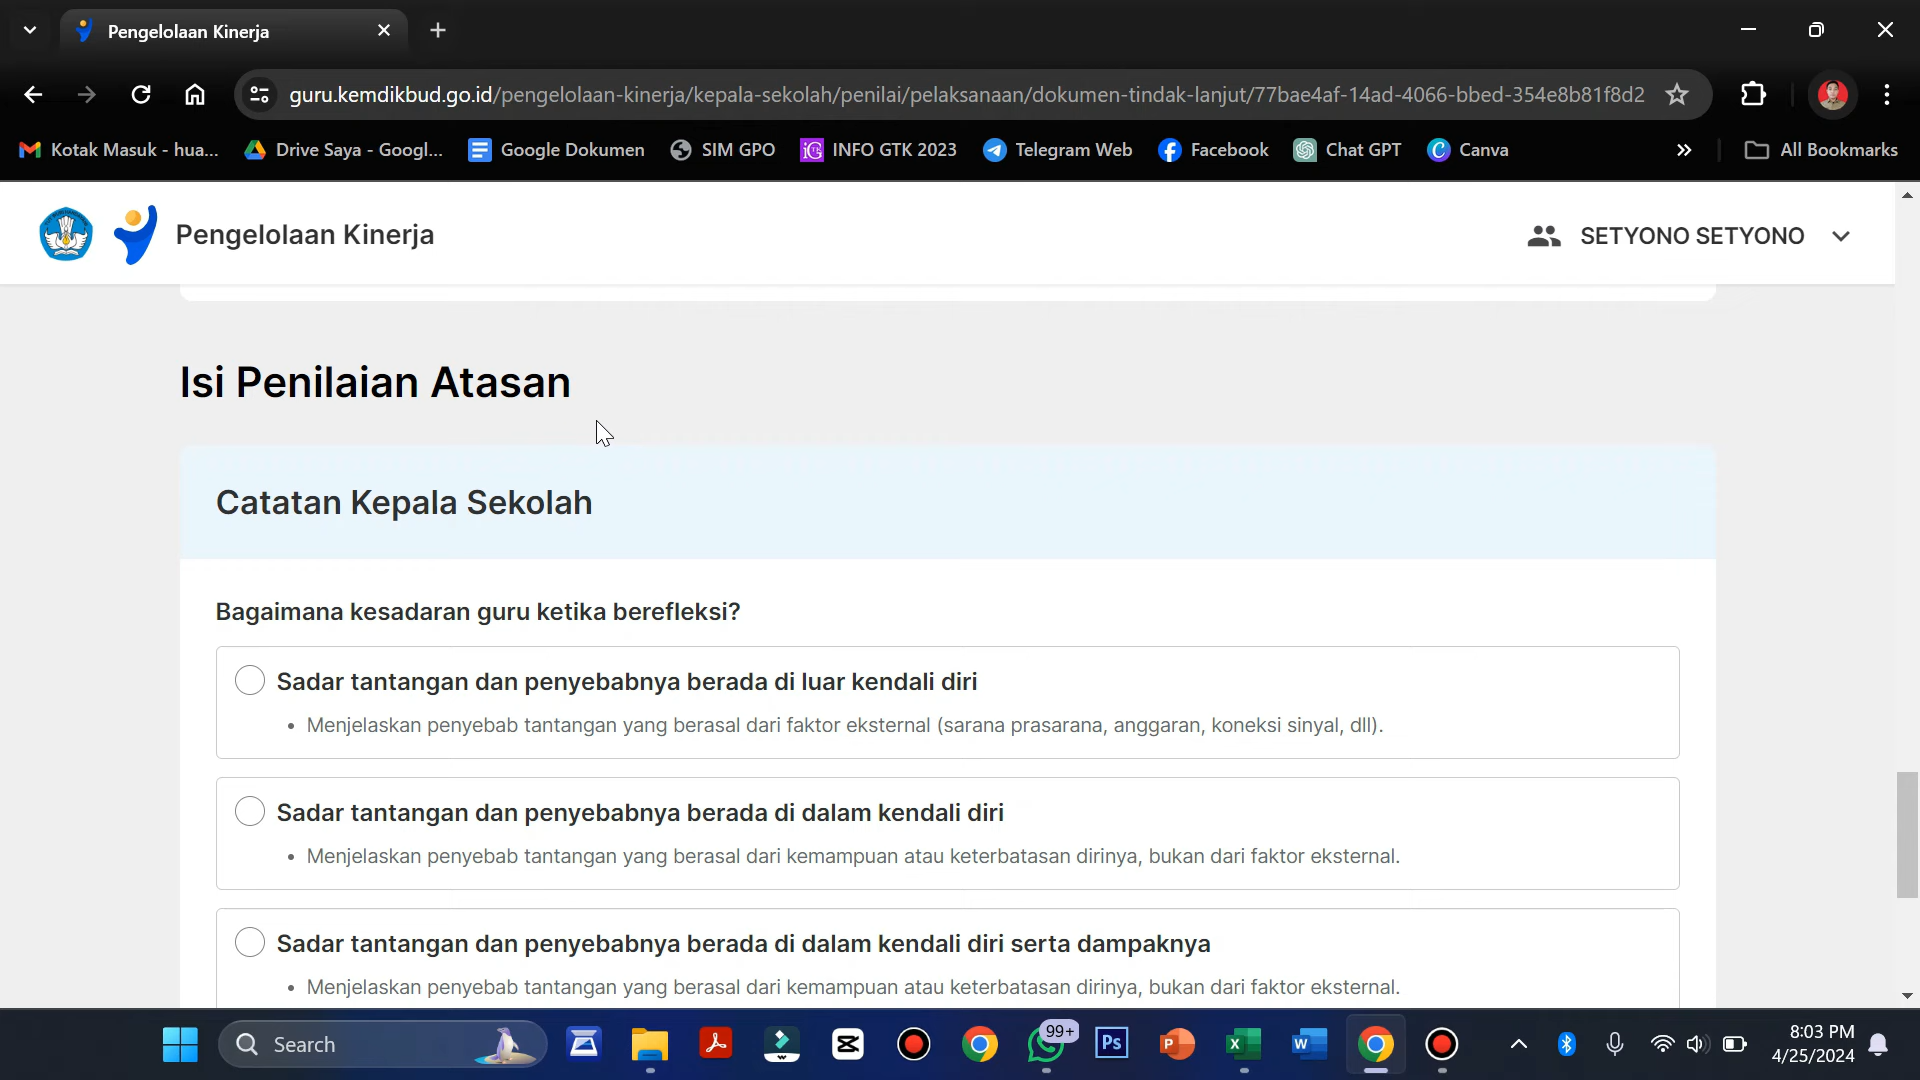 Pengelolaan Kinerja
guru.kemdikbud.go.id/pengelolaan-kinerja/kepala-sekolah/penilai/pelaksanaan/dokumen-tindak-lanjut/77bae4af-14ad-4066-bbed-354e8b81f8d2
Kotak Masuk - hua... Drive Saya - Googl... Google Dokumen SIM GPO INFO GTK 2023 Telegram Web Facebook Chat GPT Canva » All Bookmarks
Pengelolaan Kinerja SETYONO SETYONO
Isi Penilaian Atasan
Catatan Kepala Sekolah
Bagaimana kesadaran guru ketika berefleksi?
Sadar tantangan dan penyebabnya berada di luar kendali diri
• Menjelaskan penyebab tantangan yang berasal dari faktor eksternal (sarana prasarana, anggaran, koneksi sinyal, dll).
Sadar tantangan dan penyebabnya berada di dalam kendali diri
• Menjelaskan penyebab tantangan yang berasal dari kemampuan atau keterbatasan dirinya, bukan dari faktor eksternal.
Sadar tantangan dan penyebabnya berada di dalam kendali diri serta dampaknya
• Menjelaskan penyebab tantangan yang berasal dari kemampuan atau keterbatasan dirinya, bukan dari faktor eksternal.
Search 99+ Ps P X W 8:03 PM
4/25/2024